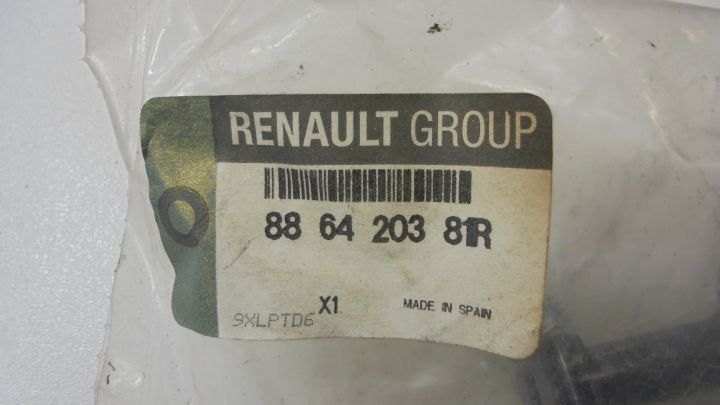 RENAULT GROUP
88 64 203 81R
X1
MADE IN SPAIN
9XLPTD6